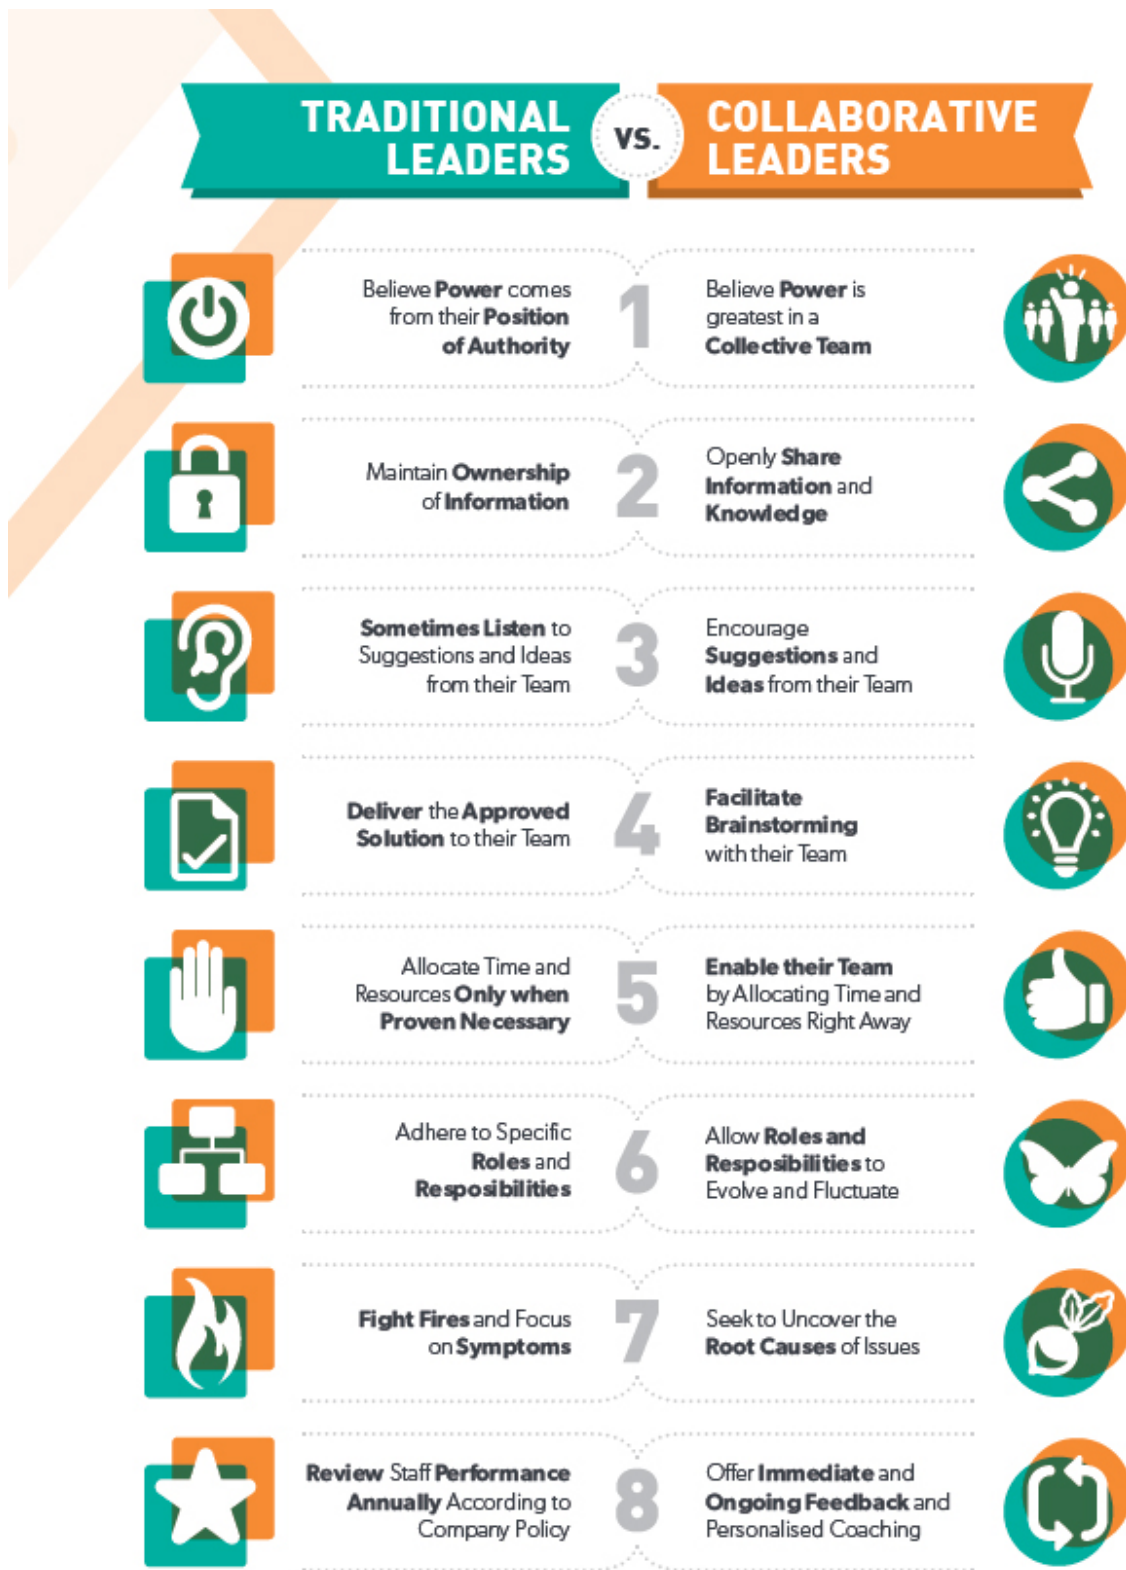 TRADITIONAL
LEADERS
VS.
COLLABORATIVE
LEADERS
Believe Power comes
from their Position
of Authority
1
Believe Power is
greatest in a
Collective Team
Maintain Ownership
of Information
2
Openly Share
Information and
Knowledge
Sometimes Listen to
Suggestions and Ideas
from their Team
3
Encourage
Suggestions and
Ideas from their Team
Deliver the Approved
Solution to their Team
4
Facilitate
Brainstorming
with their Team
Allocate Time and
Resources Only when
Proven Necessary
5
Enable their Team
by Allocating Time and
Resources Right Away
Adhere to Specific
Roles and
Resposibilities
6
Allow Roles and
Resposibilities to
Evolve and Fluctuate
Fight Fires and Focus
on Symptoms
7
Seek to Uncover the
Root Causes of Issues
Review Staff Performance
Annually According to
Company Policy
8
Offer Immediate and
Ongoing Feedback and
Personalised Coaching